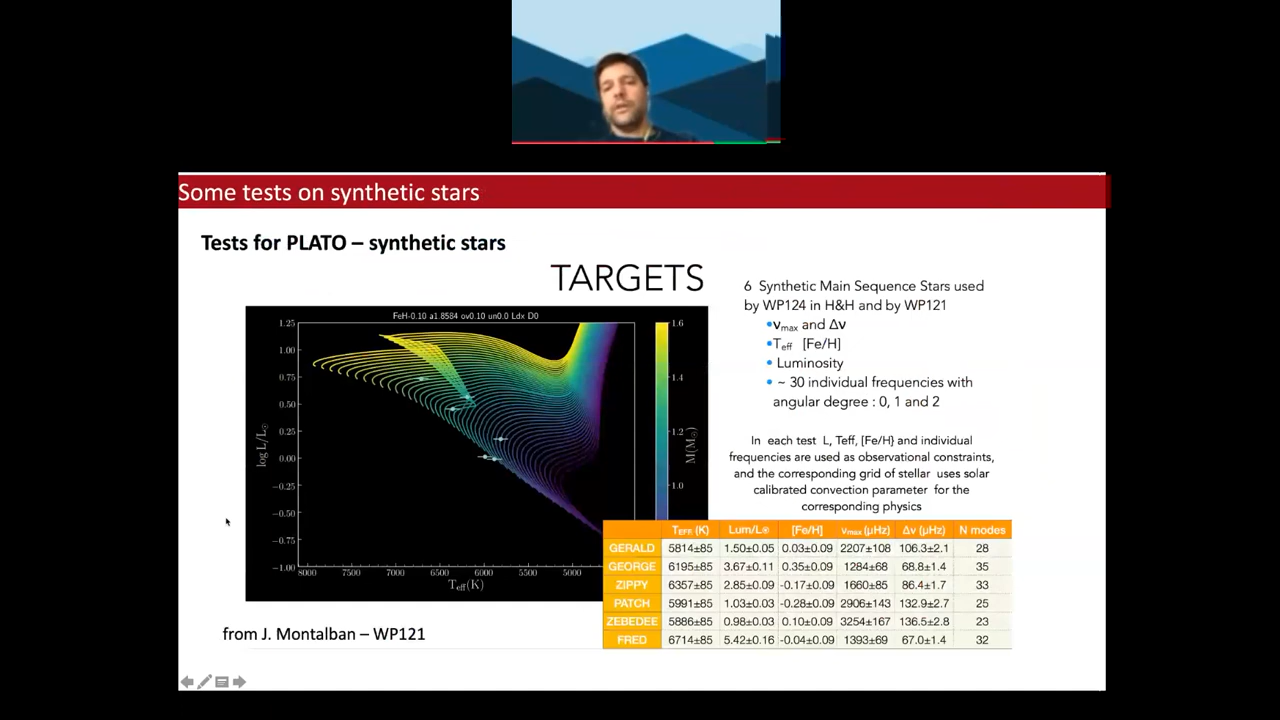 Some tests on synthetic stars
Tests for PLATO – synthetic stars
TARGETS
6 Synthetic Main Sequence Stars used
by WP124 in H&H and by WP121
•νmax and Δν
•Teff [Fe/H]
• Luminosity
• ~ 30 individual frequencies with
angular degree : 0, 1 and 2
In each test L, Teff, [Fe/H} and individual
frequencies are used as observational constraints,
and the corresponding grid of stellar uses solar
calibrated convection parameter for the
corresponding physics
FeH-0.10 a1.8584 ov0.10 un0.0 Ldx D0
1.25
1.00
0.75
0.50
0.25
0.00
−0.25
−0.50
−0.75
−1.00
log L/L⊙
8000 7500 7000 6500 6000 5500 5000
Teff(K)
1.6
1.4
1.2
1.0
M(M⊙)
TEFF (K) Lum/L⊙ [Fe/H] νmax (μHz) Δν (μHz) N modes
GERALD 5814±85 1.50±0.05 0.03±0.09 2207±108 106.3±2.1 28
GEORGE 6195±85 3.67±0.11 0.35±0.09 1284±68 68.8±1.4 35
ZIPPY 6357±85 2.85±0.09 -0.17±0.09 1660±85 86.4±1.7 33
PATCH 5991±85 1.03±0.03 -0.28±0.09 2906±143 132.9±2.7 25
ZEBEDEE 5886±85 0.98±0.03 0.10±0.09 3254±167 136.5±2.8 23
FRED 6714±85 5.42±0.16 -0.04±0.09 1393±69 67.0±1.4 32
from J. Montalban – WP121